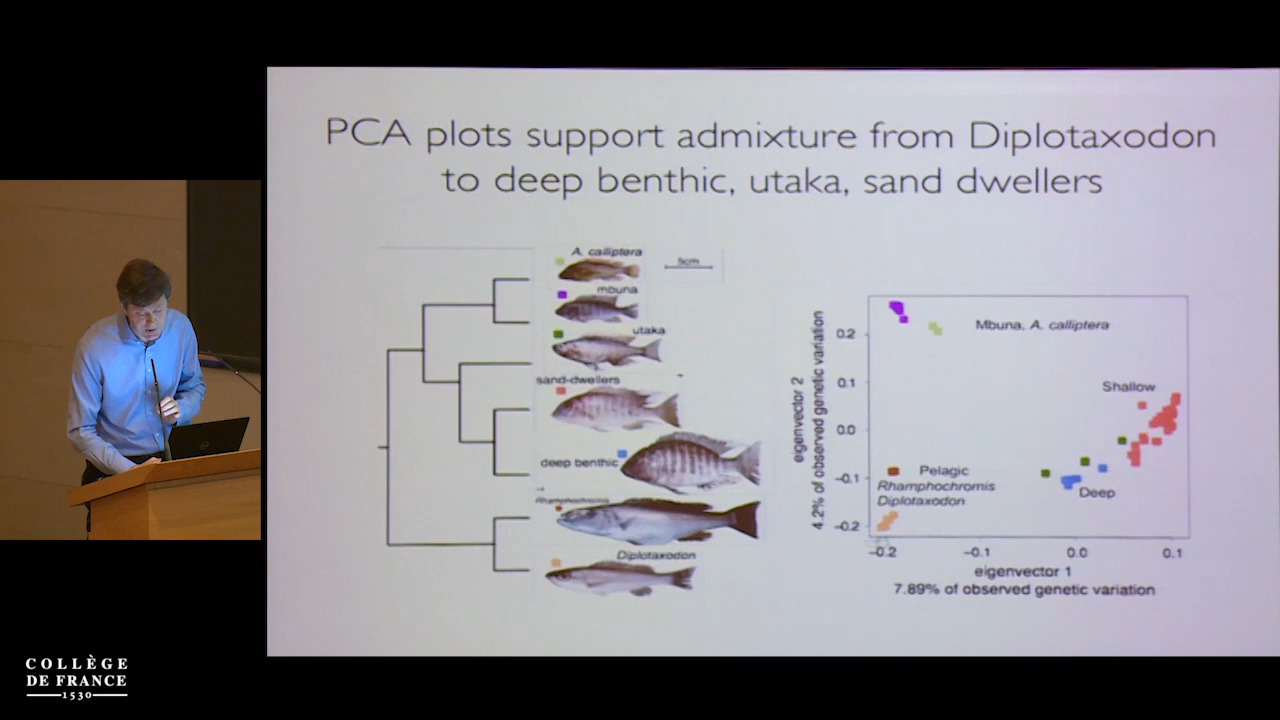 PCA plots support admixture from Diplotaxodon
to deep benthic, utaka, sand dwellers
A. calliptera
5cm
mbuna
utaka
sand-dwellers
deep benthic
Rhamphochromis
Diplotaxodon
eigenvector 2
4.2% of observed genetic variation
0.2
0.1
0.0
−0.1
−0.2
Mbuna, A. calliptera
Shallow
Pelagic
Rhamphochromis
Diplotaxodon
Deep
−0.2
−0.1
0.0
0.1
eigenvector 1
7.89% of observed genetic variation
COLLÈGE
DE FRANCE
1530